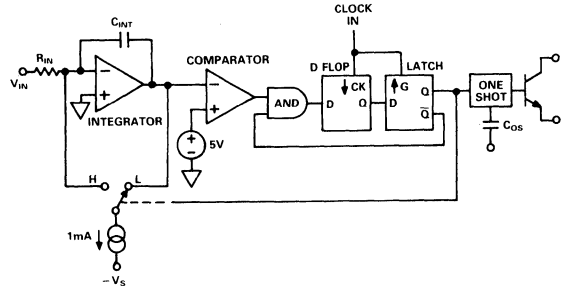 CLOCK
IN
C_INT
R_IN
V_IN
−
+
INTEGRATOR
COMPARATOR
−
+
5V
+
−
AND
D FLOP
CK
D
Q
LATCH
G
D
Q
Q̅
ONE
SHOT
C_OS
H
L
1mA
−V_S